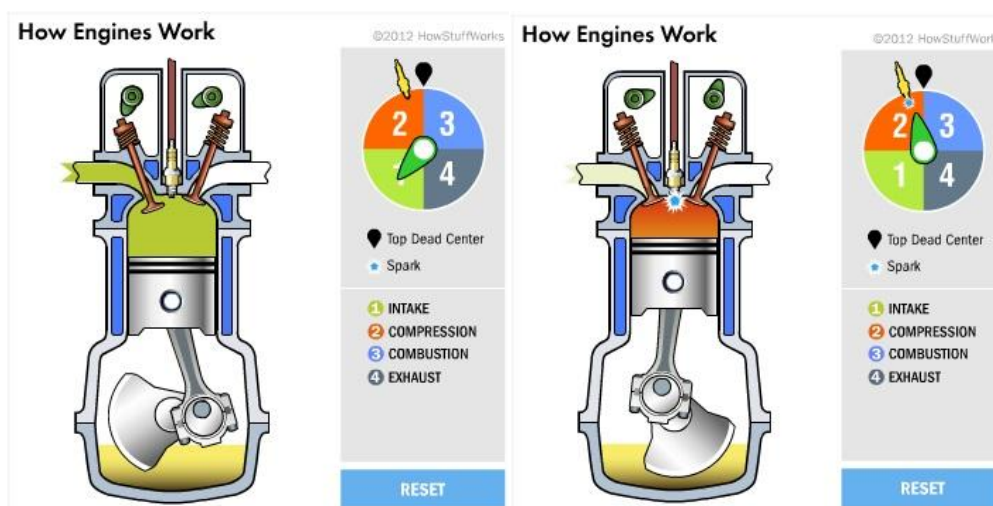 How Engines Work
©2012 HowStuffWorks
2 3
1 4
Top Dead Center
Spark
1 INTAKE
2 COMPRESSION
3 COMBUSTION
4 EXHAUST
RESET
How Engines Work
©2012 HowStuffWork
2 3
1 4
Top Dead Center
Spark
1 INTAKE
2 COMPRESSION
3 COMBUSTION
4 EXHAUST
RESET